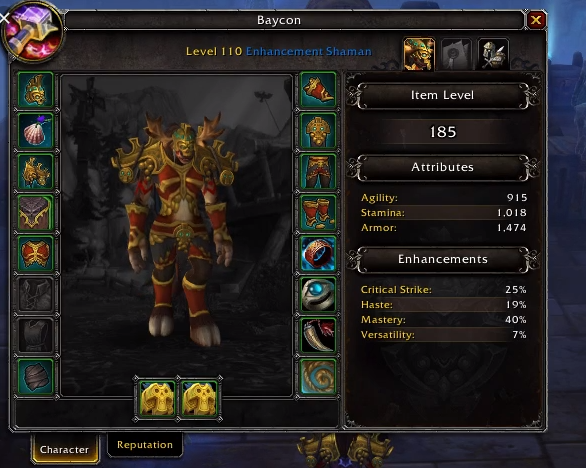 Baycon
Level 110 Enhancement Shaman
Item Level
185
Attributes
Agility: 915
Stamina: 1,018
Armor: 1,474
Enhancements
Critical Strike: 25%
Haste: 19%
Mastery: 40%
Versatility: 7%
Character
Reputation